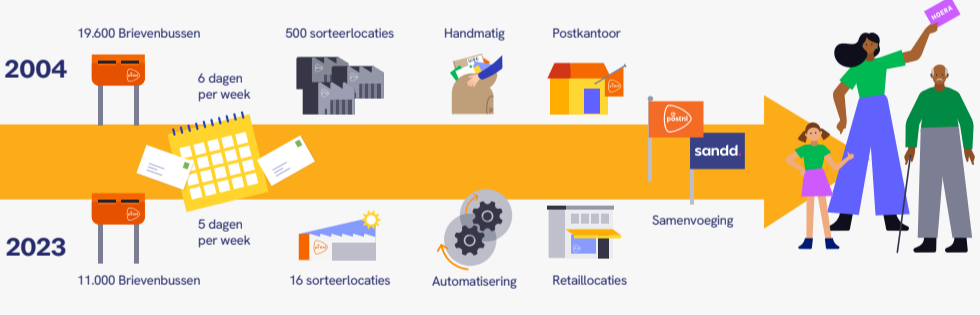 19.600 Brievenbussen
500 sorteerlocaties
Handmatig
Postkantoor
HOERA
2004
6 dagen
per week
postnl
sandd
Samenvoeging
2023
5 dagen
per week
11.000 Brievenbussen
16 sorteerlocaties
Automatisering
Retaillocaties